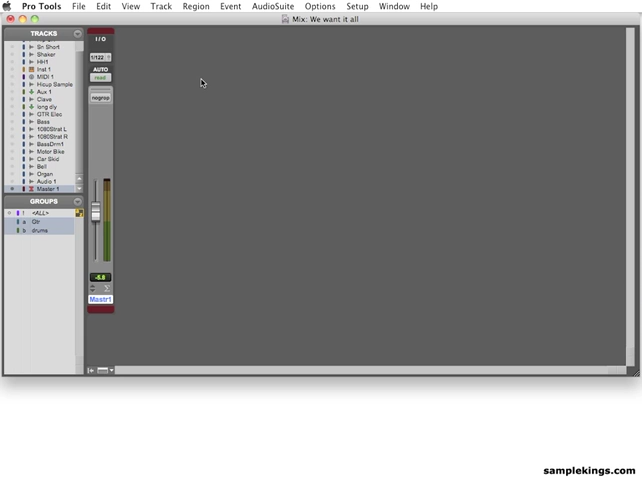 Pro Tools File Edit View Track Region Event AudioSuite Options Setup Window Help
Mix: We want it all
TRACKS
Sn Short
Shaker
HH1
Inst 1
MIDI 1
Hicup Sample
Aux 1
Clave
long dly
GTR Elec
Bass
1080Strat L
1080Strat R
BassDrm1
Motor Bike
Car Skid
Bell
Organ
Audio 1
Master 1
GROUPS
! <ALL>
a Gtr
b drums
I / O
1/122
AUTO
read
nogrop
-5.8
Mastr1
samplekings.com